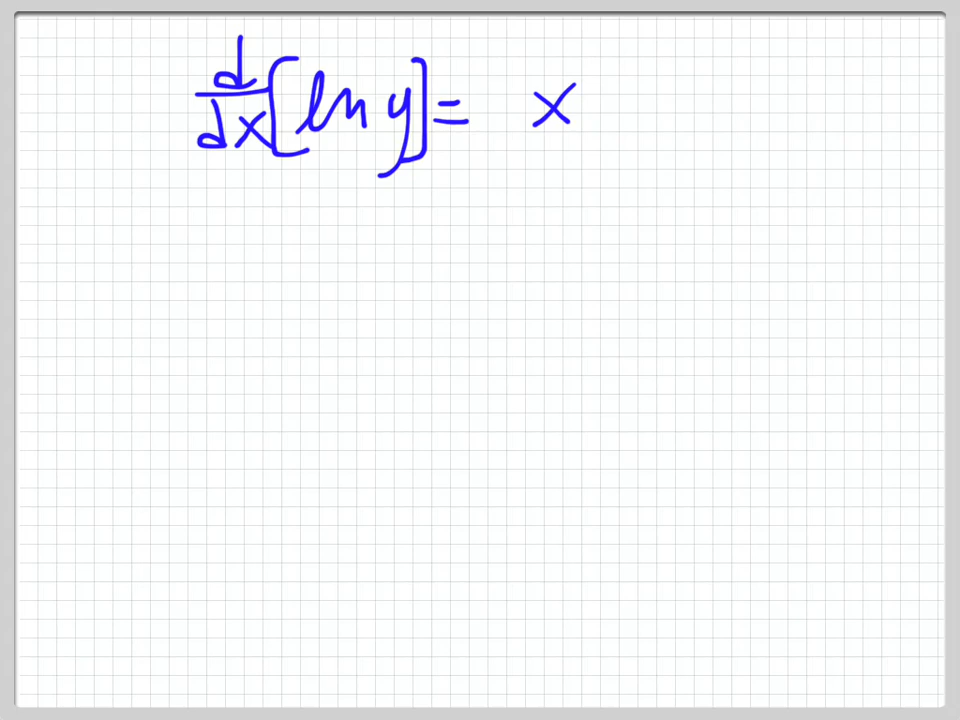 d/dx [ln y] = x